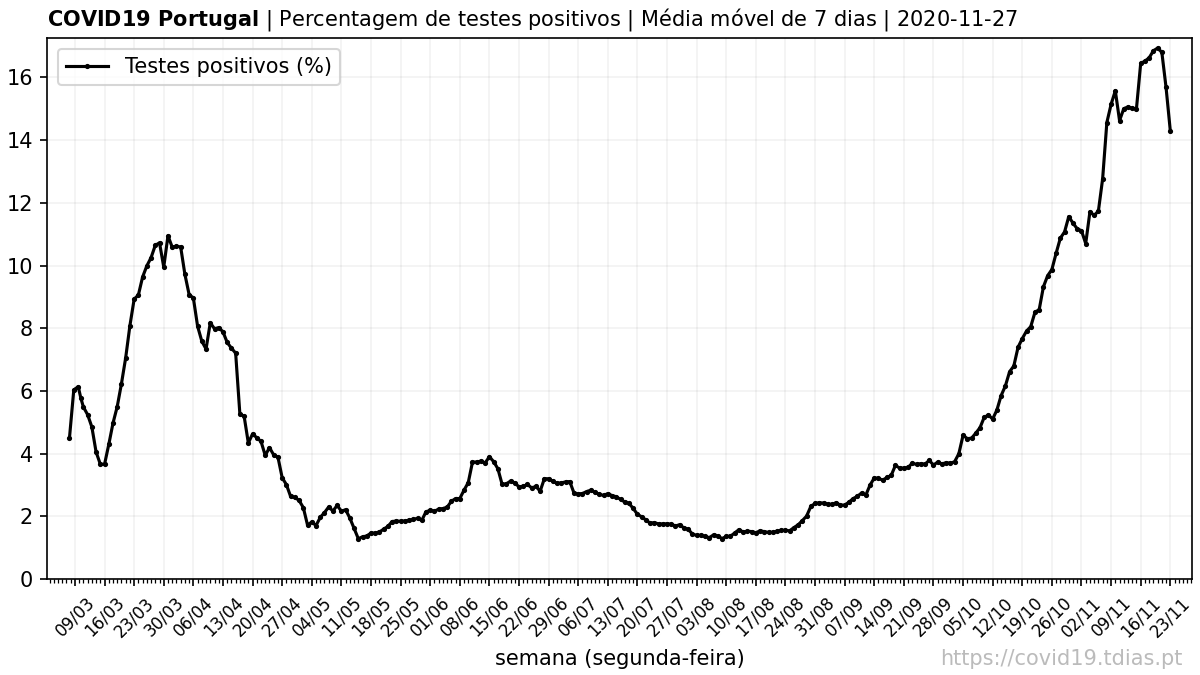 COVID19 Portugal | Percentagem de testes positivos | Média móvel de 7 dias | 2020-11-27
Testes positivos (%)
16
14
12
10
8
6
4
2
0
09/03 16/03 23/03 30/03 06/04 13/04 20/04 27/04 04/05 11/05 18/05 25/05 01/06 08/06 15/06 22/06 29/06 06/07 13/07 20/07 27/07 03/08 10/08 17/08 24/08 31/08 07/09 14/09 21/09 28/09 05/10 12/10 19/10 26/10 02/11 09/11 16/11 23/11
semana (segunda-feira)
https://covid19.tdias.pt